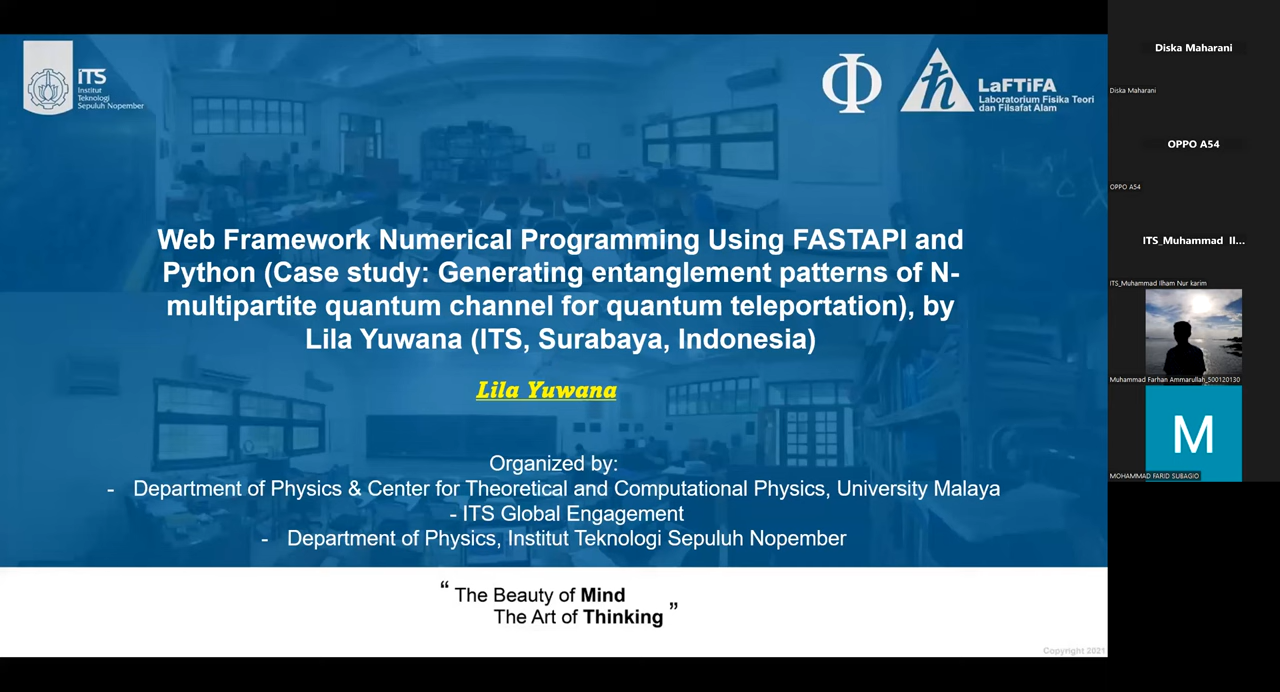 iTS
Institut
Teknologi
Sepuluh Nopember
Φ
ℏ
LaFTiFA
Laboratorium Fisika Teori
dan Filsafat Alam
Web Framework Numerical Programming Using FASTAPI and
Python (Case study: Generating entanglement patterns of N-
multipartite quantum channel for quantum teleportation), by
Lila Yuwana (ITS, Surabaya, Indonesia)
Lila Yuwana
Organized by:
- Department of Physics & Center for Theoretical and Computational Physics, University Malaya
- ITS Global Engagement
- Department of Physics, Institut Teknologi Sepuluh Nopember
“ The Beauty of Mind
The Art of Thinking ”
Copyright 2021
Diska Maharani
Diska Maharani
OPPO A54
OPPO A54
ITS_Muhammad Il...
ITS_Muhammad Ilham Nur karim
Muhammad Farhan Ammarullah_500120130
M
MOHAMMAD FARID SUBAGIO